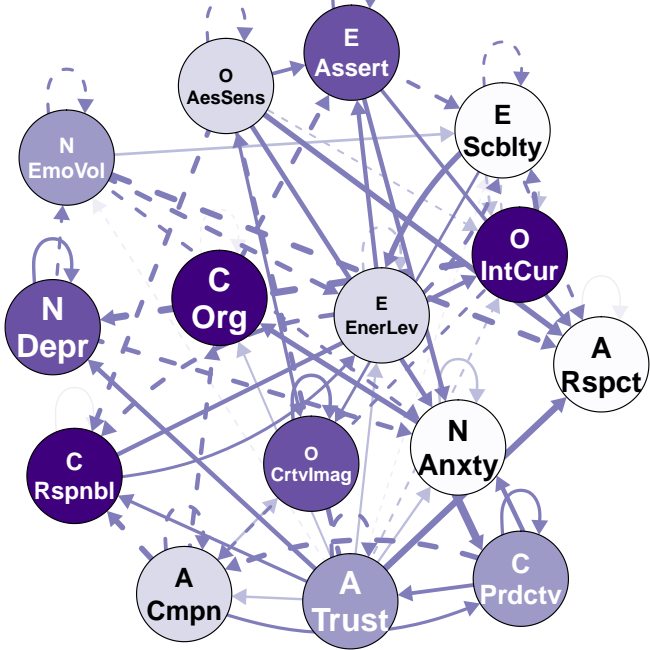 E
Assert
O
AesSens
E
Scblty
N
EmoVol
O
IntCur
C
Org
E
EnerLev
N
Depr
A
Rspct
N
Anxty
O
CrtvImag
C
Rspnbl
A
Cmpn
A
Trust
C
Prdctv